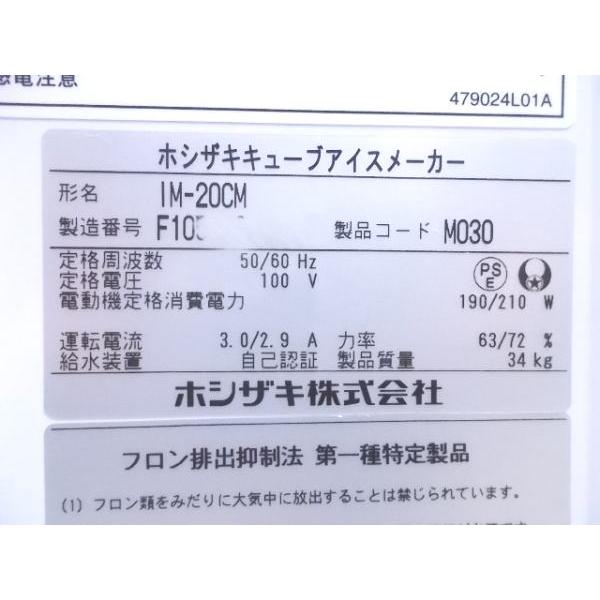 感電注意
479024L01A
ホシザキキューブアイスメーカー
形名 IM-20CM
製造番号 F10 製品コード M030
定格周波数 50/60 Hz
定格電圧 100 V
PSE
電動機定格消費電力 190/210 W
運転電流 3.0/2.9 A 力率 63/72 %
給水装置 自己認証 製品質量 34 kg
ホシザキ株式会社
フロン排出抑制法 第一種特定製品
(1) フロン類をみだりに大気中に放出することは禁じられています。